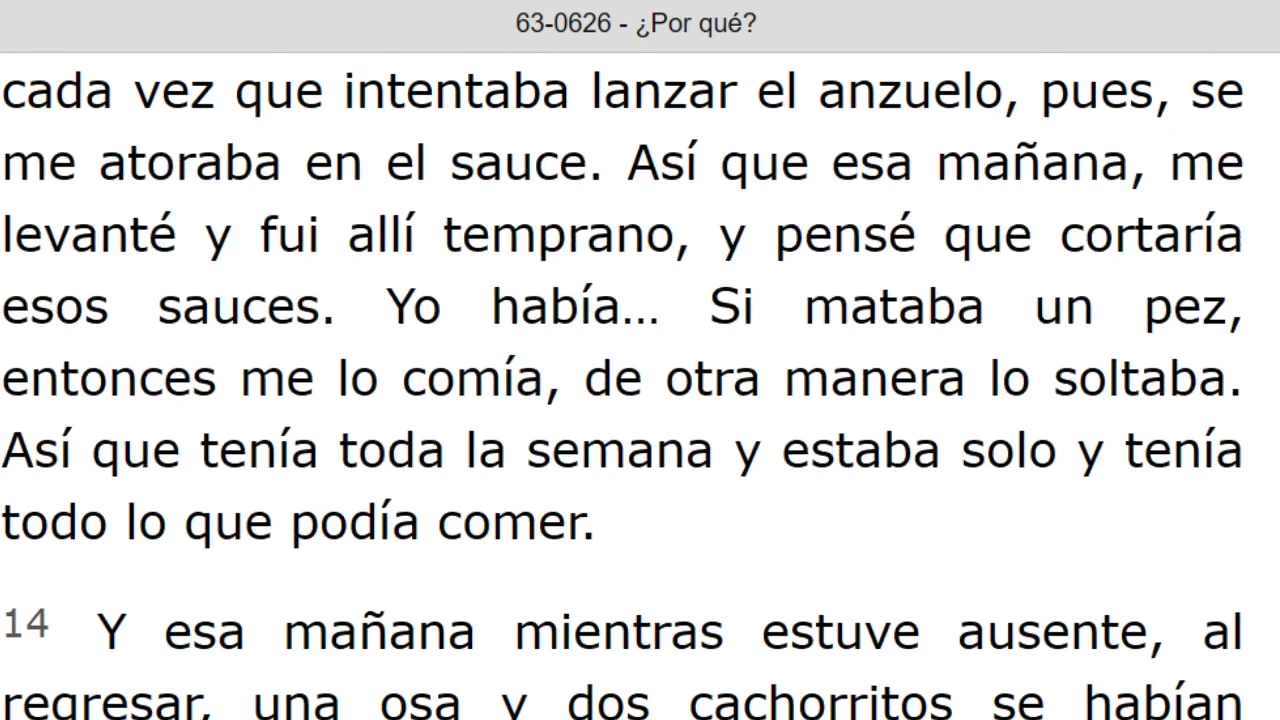 63-0626 - ¿Por qué?
cada vez que intentaba lanzar el anzuelo, pues, se
me atoraba en el sauce. Así que esa mañana, me
levanté y fui allí temprano, y pensé que cortaría
esos sauces. Yo había… Si mataba un pez,
entonces me lo comía, de otra manera lo soltaba.
Así que tenía toda la semana y estaba solo y tenía
todo lo que podía comer.
14 Y esa mañana mientras estuve ausente, al
regresar, una osa y dos cachorritos se habían